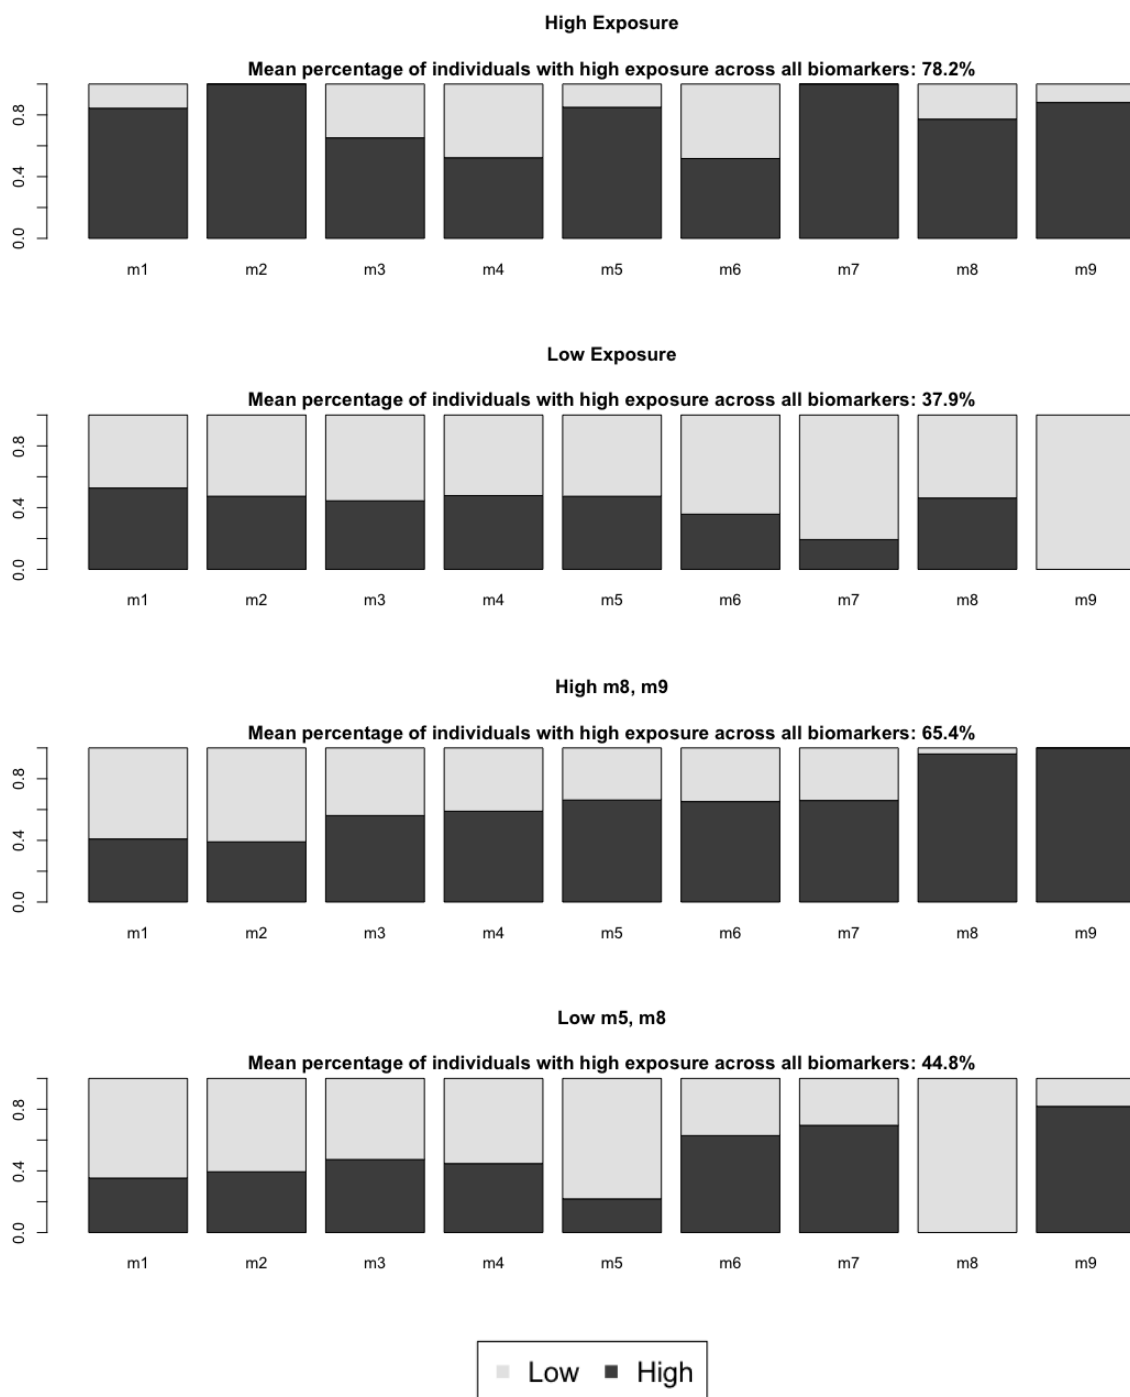 High Exposure
Mean percentage of individuals with high exposure across all biomarkers: 78.2%
0.8
0.4
0.0
m1 m2 m3 m4 m5 m6 m7 m8 m9
Low Exposure
Mean percentage of individuals with high exposure across all biomarkers: 37.9%
0.8
0.4
0.0
m1 m2 m3 m4 m5 m6 m7 m8 m9
High m8, m9
Mean percentage of individuals with high exposure across all biomarkers: 65.4%
0.8
0.4
0.0
m1 m2 m3 m4 m5 m6 m7 m8 m9
Low m5, m8
Mean percentage of individuals with high exposure across all biomarkers: 44.8%
0.8
0.4
0.0
m1 m2 m3 m4 m5 m6 m7 m8 m9
Low High